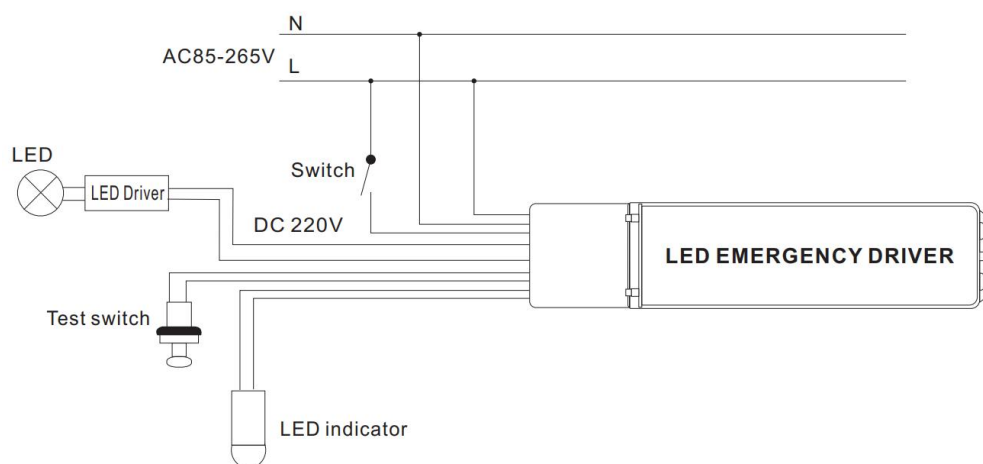 N
AC85-265V
L
LED
LED Driver
Switch
DC 220V
LED EMERGENCY DRIVER
Test switch
LED indicator